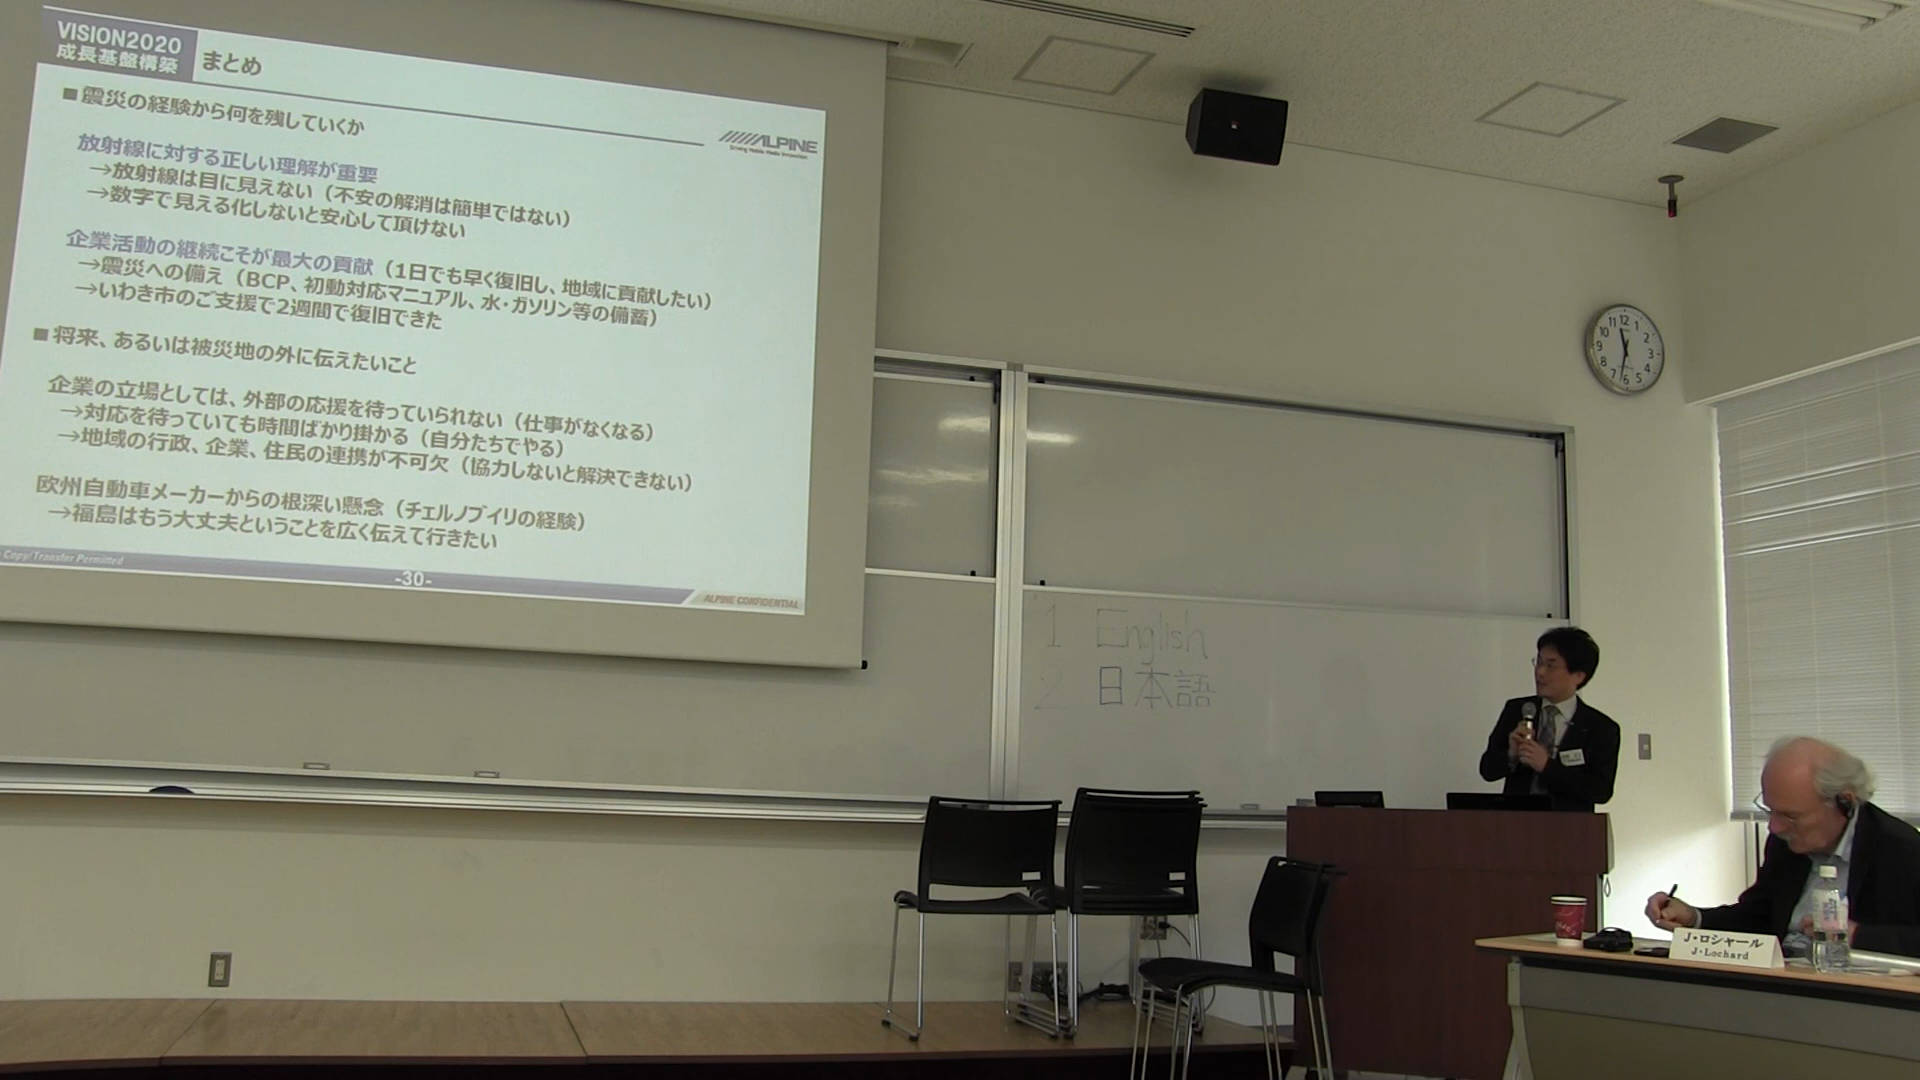 VISION2020
成長基盤構築
まとめ
ALPINE
Driving Mobile Media Innovation
■震災の経験から何を残していくか
放射線に対する正しい理解が重要
→放射線は目に見えない（不安の解消は簡単ではない）
→数字で見える化しないと安心して頂けない
企業活動の継続こそが最大の貢献（1日でも早く復旧し、地域に貢献したい）
→震災への備え（BCP、初動対応マニュアル、水・ガソリン等の備蓄）
→いわき市のご支援で2週間で復旧できた
■将来、あるいは被災地の外に伝えたいこと
企業の立場としては、外部の応援を待っていられない（仕事がなくなる）
→対応を待っていても時間ばかり掛かる（自分たちでやる）
→地域の行政、企業、住民の連携が不可欠（協力しないと解決できない）
欧州自動車メーカーからの根深い懸念（チェルノブイリの経験）
→福島はもう大丈夫ということを広く伝えて行きたい
Copy/Transfer Permitted
-30-
ALPINE CONFIDENTIAL
1 English
2 日本語
12
1
2
3
4
5
6
7
8
9
10
11
J・ロシャール
J・Lochard